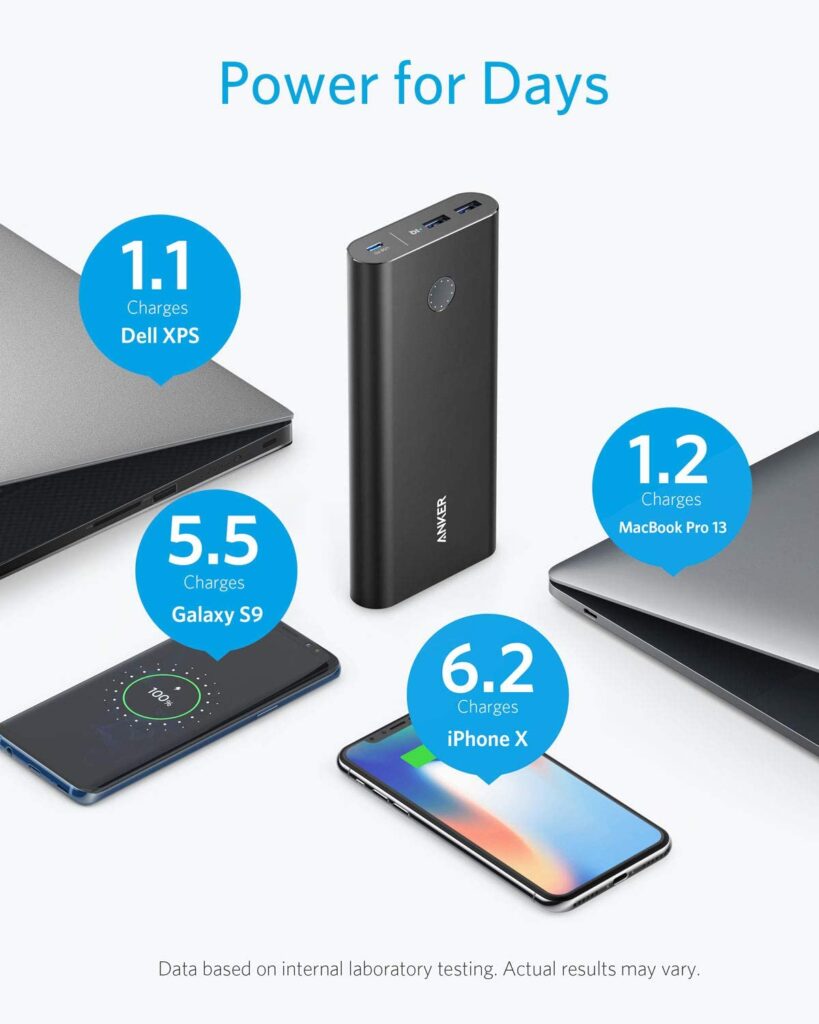 Power for Days
1.1
Charges
Dell XPS
IQ
ANKER
1.2
Charges
MacBook Pro 13
5.5
Charges
Galaxy S9
100%
6.2
Charges
iPhone X
Data based on internal laboratory testing. Actual results may vary.